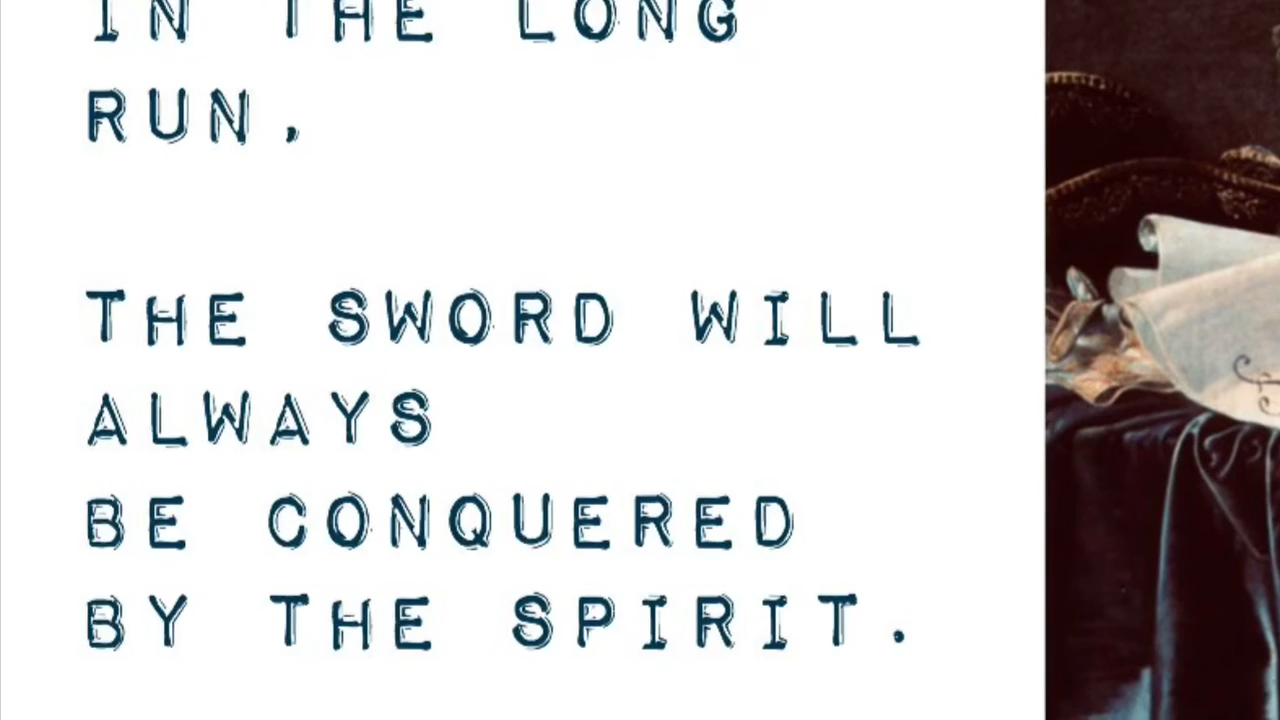 IN THE LONG
RUN,
THE SWORD WILL
ALWAYS
BE CONQUERED
BY THE SPIRIT.